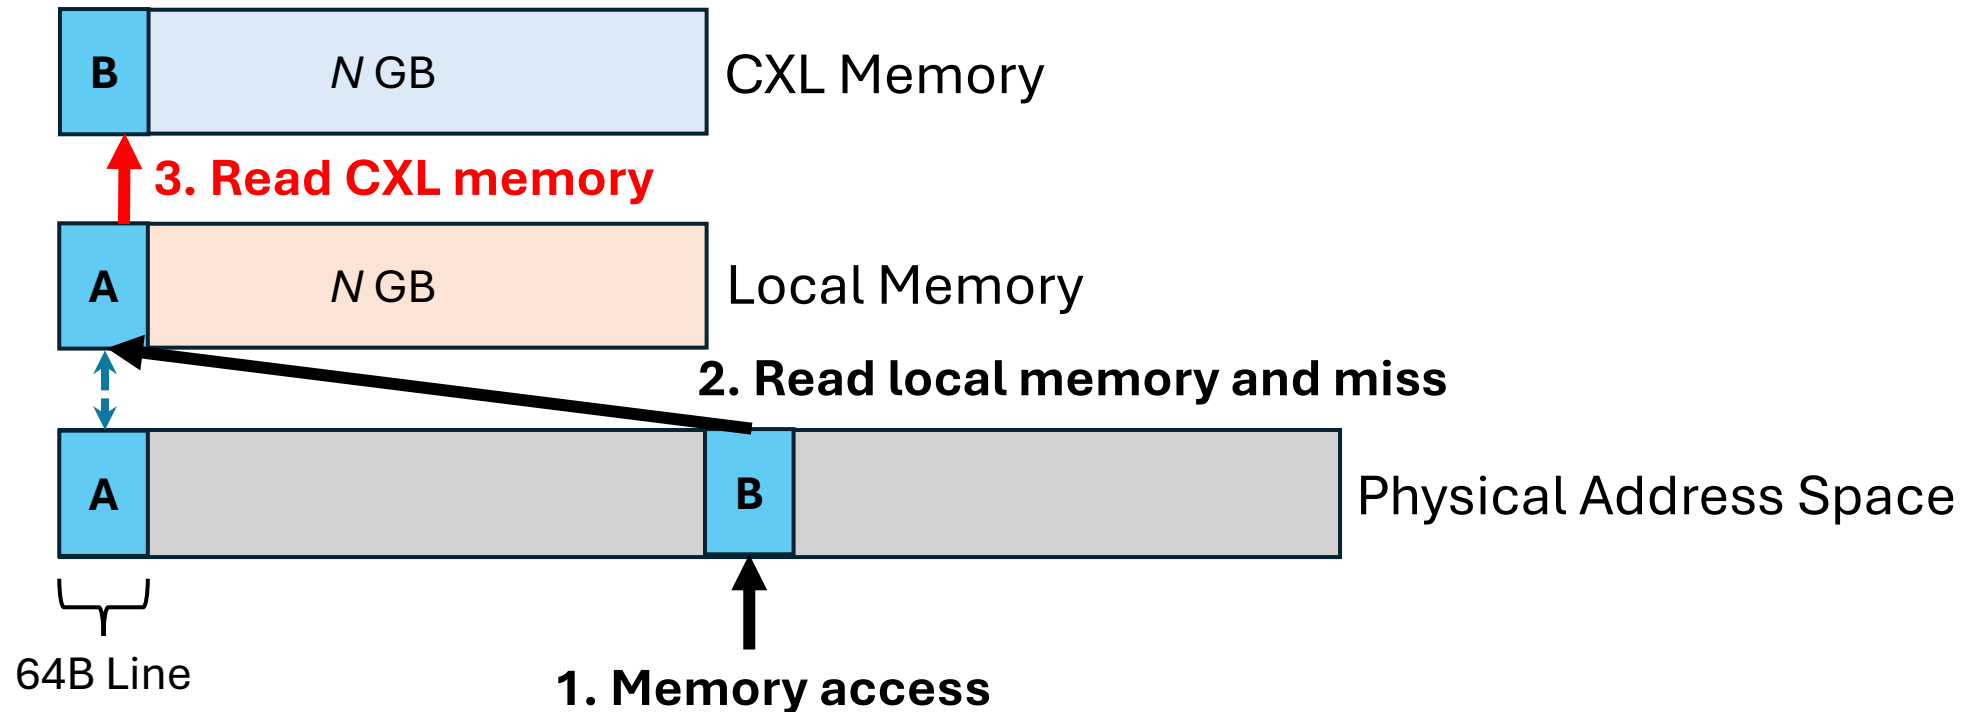 B
N GB
CXL Memory
3. Read CXL memory
A
N GB
Local Memory
2. Read local memory and miss
A
B
Physical Address Space
64B Line
1. Memory access